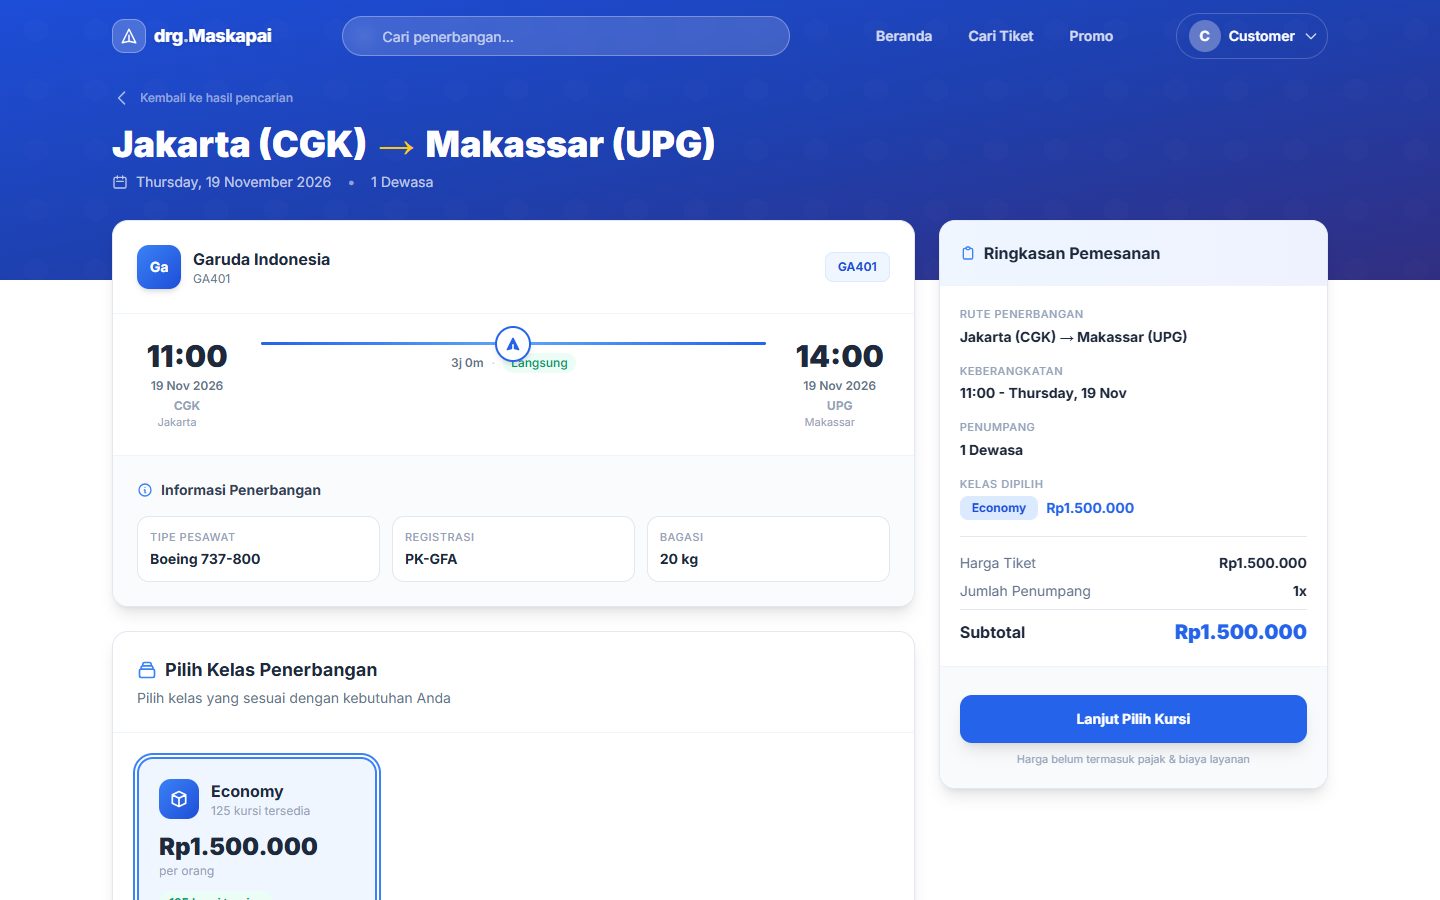 drg.Maskapai
Cari penerbangan...
Beranda
Cari Tiket
Promo
C
Customer
Kembali ke hasil pencarian
Jakarta (CGK) → Makassar (UPG)
Thursday, 19 November 2026 • 1 Dewasa
Ga
Garuda Indonesia
GA401
GA401
11:00
19 Nov 2026
CGK
Jakarta
3j 0m · Langsung
14:00
19 Nov 2026
UPG
Makassar
Informasi Penerbangan
TIPE PESAWAT
Boeing 737-800
REGISTRASI
PK-GFA
BAGASI
20 kg
Pilih Kelas Penerbangan
Pilih kelas yang sesuai dengan kebutuhan Anda
Economy
125 kursi tersedia
Rp1.500.000
per orang
Ringkasan Pemesanan
RUTE PENERBANGAN
Jakarta (CGK) → Makassar (UPG)
KEBERANGKATAN
11:00 - Thursday, 19 Nov
PENUMPANG
1 Dewasa
KELAS DIPILIH
Economy Rp1.500.000
Harga Tiket Rp1.500.000
Jumlah Penumpang 1x
Subtotal Rp1.500.000
Lanjut Pilih Kursi
Harga belum termasuk pajak & biaya layanan